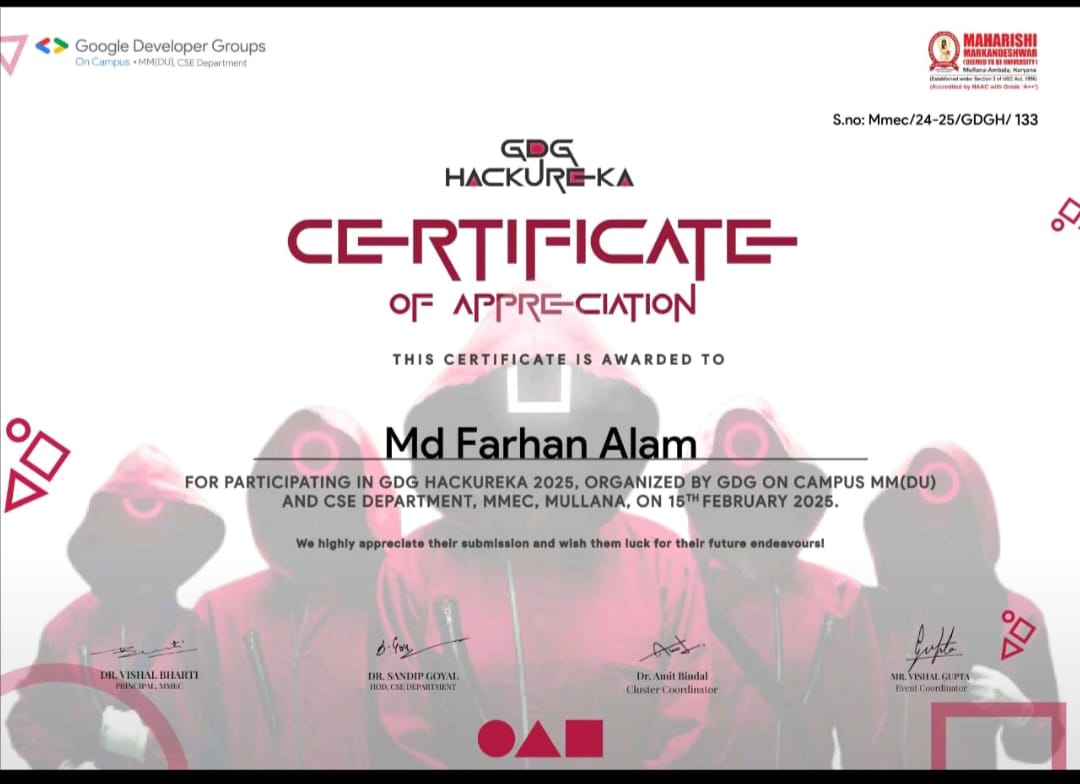 Google Developer Groups
On Campus • MM(DU), CSE Department
MAHARISHI
MARKANDESHWAR
(DEEMED TO BE UNIVERSITY)
Mullana-Ambala, Haryana
(Established under Section 3 of UGC Act, 1956)
(Accredited by NAAC with Grade 'A++')
S.no: Mmec/24-25/GDGH/ 133
GDG
HACKUREKA
CERTIFICATE
OF APPRECIATION
THIS CERTIFICATE IS AWARDED TO
Md Farhan Alam
FOR PARTICIPATING IN GDG HACKUREKA 2025, ORGANIZED BY GDG ON CAMPUS MM(DU)
AND CSE DEPARTMENT, MMEC, MULLANA, ON 15TH FEBRUARY 2025.
We highly appreciate their submission and wish them luck for their future endeavours!
DR. VISHAL BHARTI
PRINCIPAL, MMEC
DR. SANDIP GOYAL
HOD, CSE DEPARTMENT
Dr. Amit Bindal
Cluster Coordinator
Gupta
MR. VISHAL GUPTA
Event Coordinator